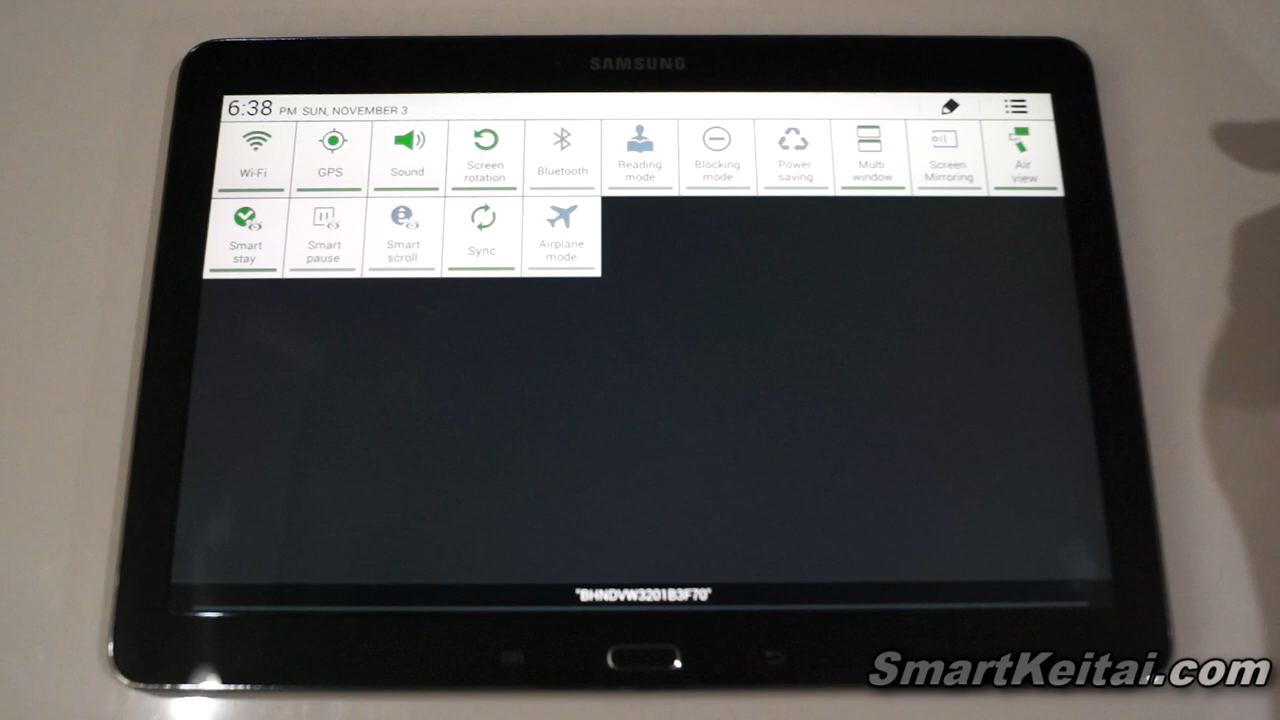 SAMSUNG
6:38 PM SUN, NOVEMBER 3
Wi-Fi
GPS
Sound
Screen
rotation
Bluetooth
Reading
mode
Blocking
mode
Power
saving
Multi
window
Screen
Mirroring
Air
view
Smart
stay
Smart
pause
Smart
scroll
Sync
Airplane
mode
"BHNDVW3201B3F70"
SmartKeitai.com